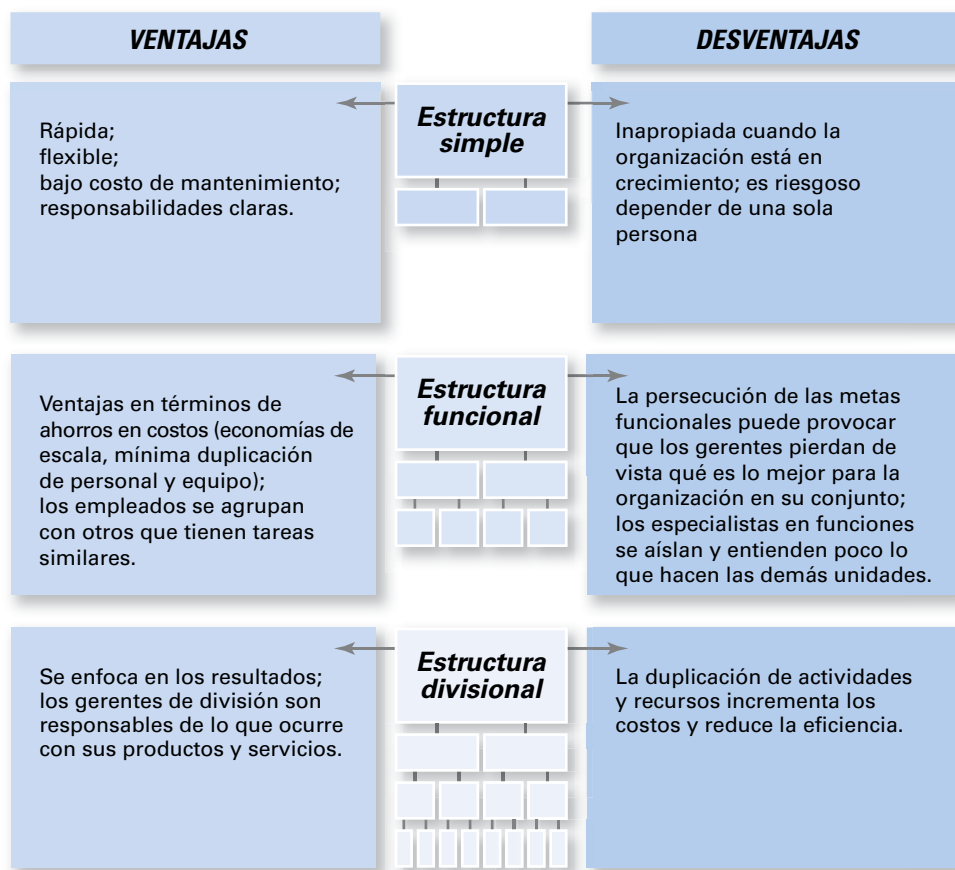 VENTAJAS
DESVENTAJAS
Rápida;
flexible;
bajo costo de mantenimiento;
responsabilidades claras.
Estructura
simple
Inapropiada cuando la
organización está en
crecimiento; es riesgoso
depender de una sola
persona
Ventajas en términos de
ahorros en costos (economías de
escala, mínima duplicación
de personal y equipo);
los empleados se agrupan
con otros que tienen tareas
similares.
Estructura
funcional
La persecución de las metas
funcionales puede provocar
que los gerentes pierdan de
vista qué es lo mejor para la
organización en su conjunto;
los especialistas en funciones
se aíslan y entienden poco lo
que hacen las demás unidades.
Se enfoca en los resultados;
los gerentes de división son
responsables de lo que ocurre
con sus productos y servicios.
Estructura
divisional
La duplicación de actividades
y recursos incrementa los
costos y reduce la eficiencia.